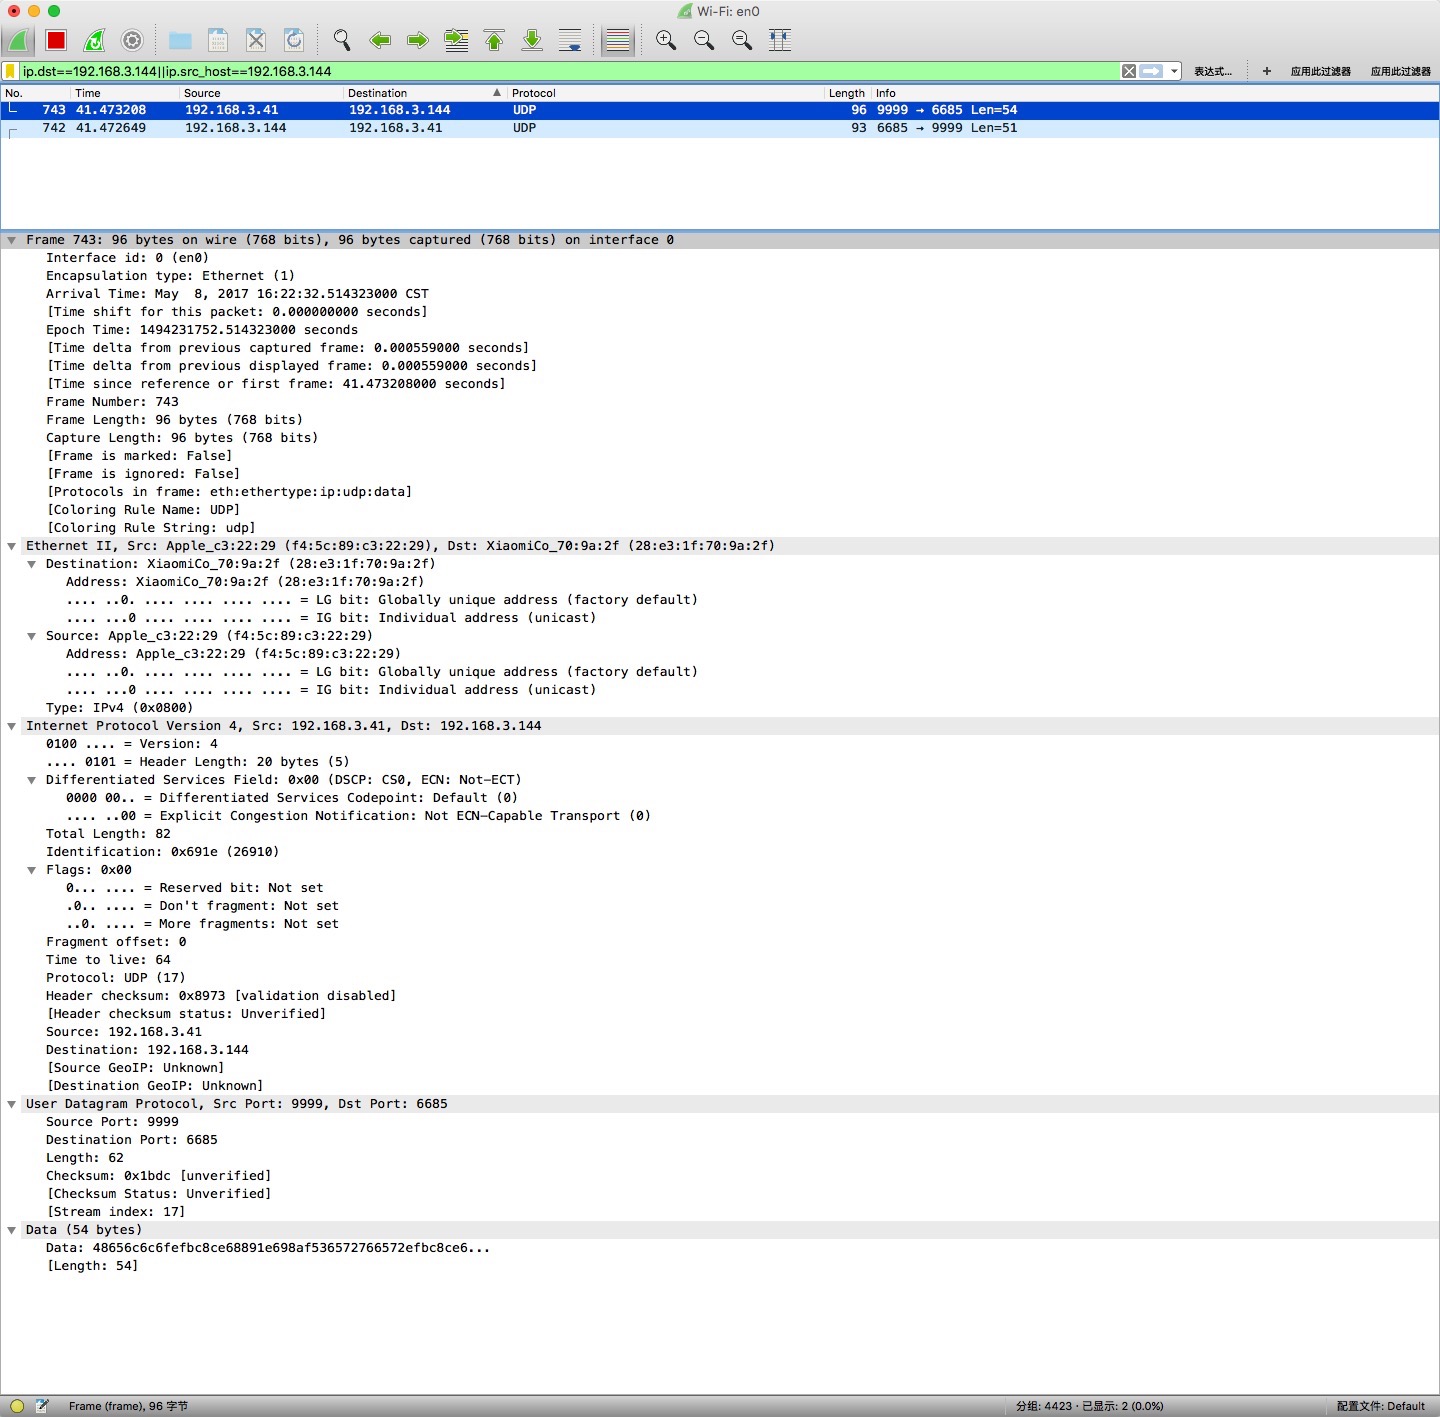 Wi-Fi: en0
ip.dst==192.168.3.144||ip.src_host==192.168.3.144 表达式... + 应用此过滤器 应用此过滤器
No. Time Source Destination Protocol Length Info
743 41.473208 192.168.3.41 192.168.3.144 UDP 96 9999 → 6685 Len=54
742 41.472649 192.168.3.144 192.168.3.41 UDP 93 6685 → 9999 Len=51
Frame 743: 96 bytes on wire (768 bits), 96 bytes captured (768 bits) on interface 0
Interface id: 0 (en0)
Encapsulation type: Ethernet (1)
Arrival Time: May  8, 2017 16:22:32.514323000 CST
[Time shift for this packet: 0.000000000 seconds]
Epoch Time: 1494231752.514323000 seconds
[Time delta from previous captured frame: 0.000559000 seconds]
[Time delta from previous displayed frame: 0.000559000 seconds]
[Time since reference or first frame: 41.473208000 seconds]
Frame Number: 743
Frame Length: 96 bytes (768 bits)
Capture Length: 96 bytes (768 bits)
[Frame is marked: False]
[Frame is ignored: False]
[Protocols in frame: eth:ethertype:ip:udp:data]
[Coloring Rule Name: UDP]
[Coloring Rule String: udp]
Ethernet II, Src: Apple_c3:22:29 (f4:5c:89:c3:22:29), Dst: XiaomiCo_70:9a:2f (28:e3:1f:70:9a:2f)
Destination: XiaomiCo_70:9a:2f (28:e3:1f:70:9a:2f)
Address: XiaomiCo_70:9a:2f (28:e3:1f:70:9a:2f)
.... ..0. .... .... .... .... = LG bit: Globally unique address (factory default)
.... ...0 .... .... .... .... = IG bit: Individual address (unicast)
Source: Apple_c3:22:29 (f4:5c:89:c3:22:29)
Address: Apple_c3:22:29 (f4:5c:89:c3:22:29)
.... ..0. .... .... .... .... = LG bit: Globally unique address (factory default)
.... ...0 .... .... .... .... = IG bit: Individual address (unicast)
Type: IPv4 (0x0800)
Internet Protocol Version 4, Src: 192.168.3.41, Dst: 192.168.3.144
0100 .... = Version: 4
.... 0101 = Header Length: 20 bytes (5)
Differentiated Services Field: 0x00 (DSCP: CS0, ECN: Not-ECT)
0000 00.. = Differentiated Services Codepoint: Default (0)
.... ..00 = Explicit Congestion Notification: Not ECN-Capable Transport (0)
Total Length: 82
Identification: 0x691e (26910)
Flags: 0x00
0... .... = Reserved bit: Not set
.0.. .... = Don't fragment: Not set
..0. .... = More fragments: Not set
Fragment offset: 0
Time to live: 64
Protocol: UDP (17)
Header checksum: 0x8973 [validation disabled]
[Header checksum status: Unverified]
Source: 192.168.3.41
Destination: 192.168.3.144
[Source GeoIP: Unknown]
[Destination GeoIP: Unknown]
User Datagram Protocol, Src Port: 9999, Dst Port: 6685
Source Port: 9999
Destination Port: 6685
Length: 62
Checksum: 0x1bdc [unverified]
[Checksum Status: Unverified]
[Stream index: 17]
Data (54 bytes)
Data: 48656c6c6fefbc8ce68891e698af536572766572efbc8ce6...
[Length: 54]
Frame (frame), 96 字节 分组: 4423 · 已显示: 2 (0.0%) 配置文件: Default